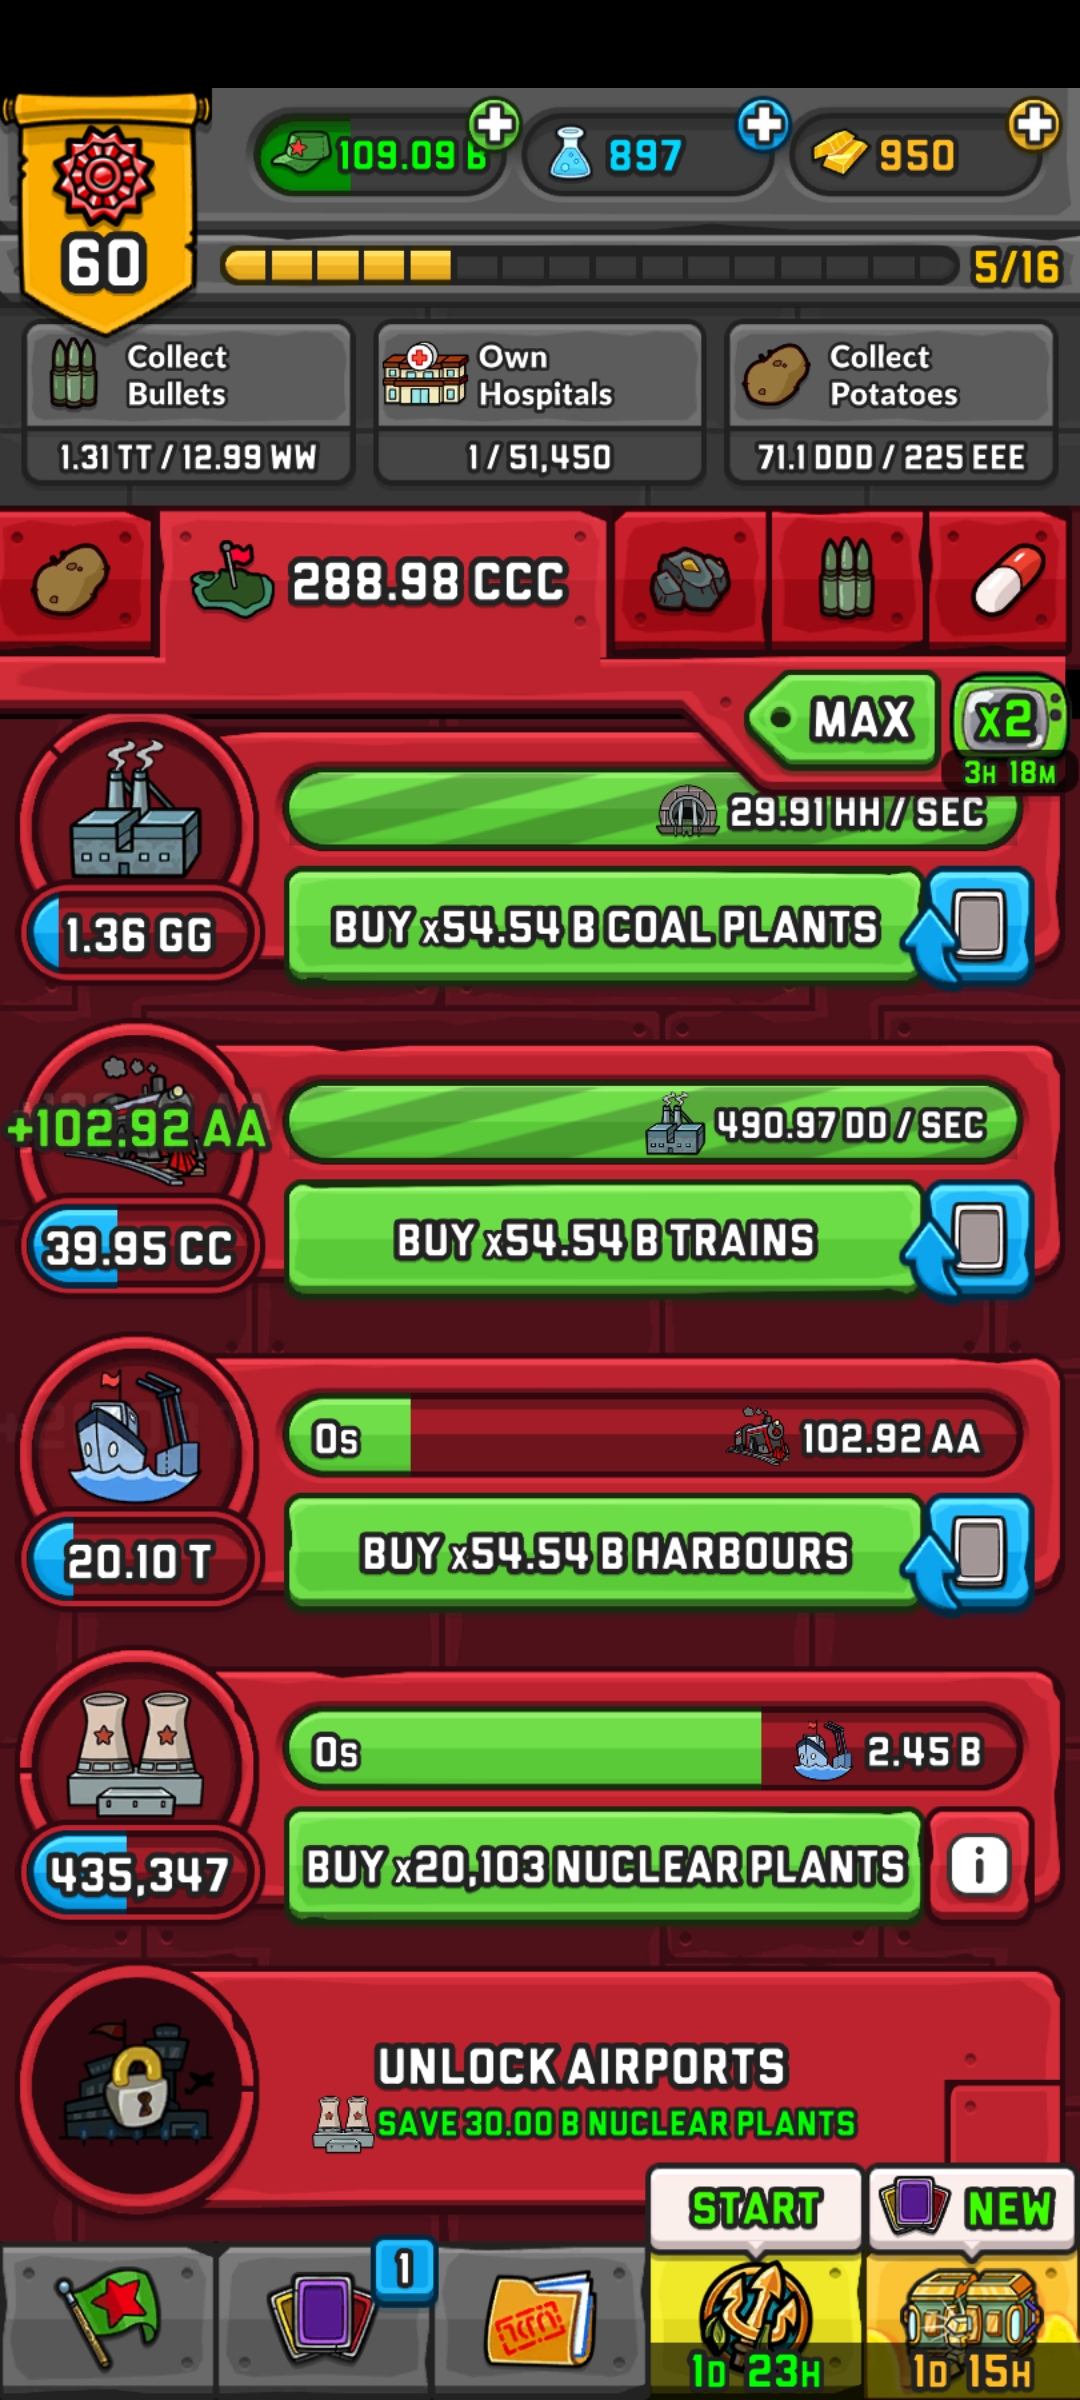 60
109.09 B
897
950
5/16
Collect Bullets
1.31 TT / 12.99 WW
Own Hospitals
1 / 51,450
Collect Potatoes
71.1 DDD / 225 EEE
288.98 CCC
MAX
x2
3H 18M
29.91 HH / SEC
1.36 GG
BUY x54.54 B COAL PLANTS
+102.92 AA
490.97 DD / SEC
39.95 CC
BUY x54.54 B TRAINS
0s
102.92 AA
20.10 T
BUY x54.54 B HARBOURS
0s
2.45 B
435,347
BUY x20,103 NUCLEAR PLANTS
i
UNLOCK AIRPORTS
SAVE 30.00 B NUCLEAR PLANTS
START
NEW
1
1D 23H
1D 15H